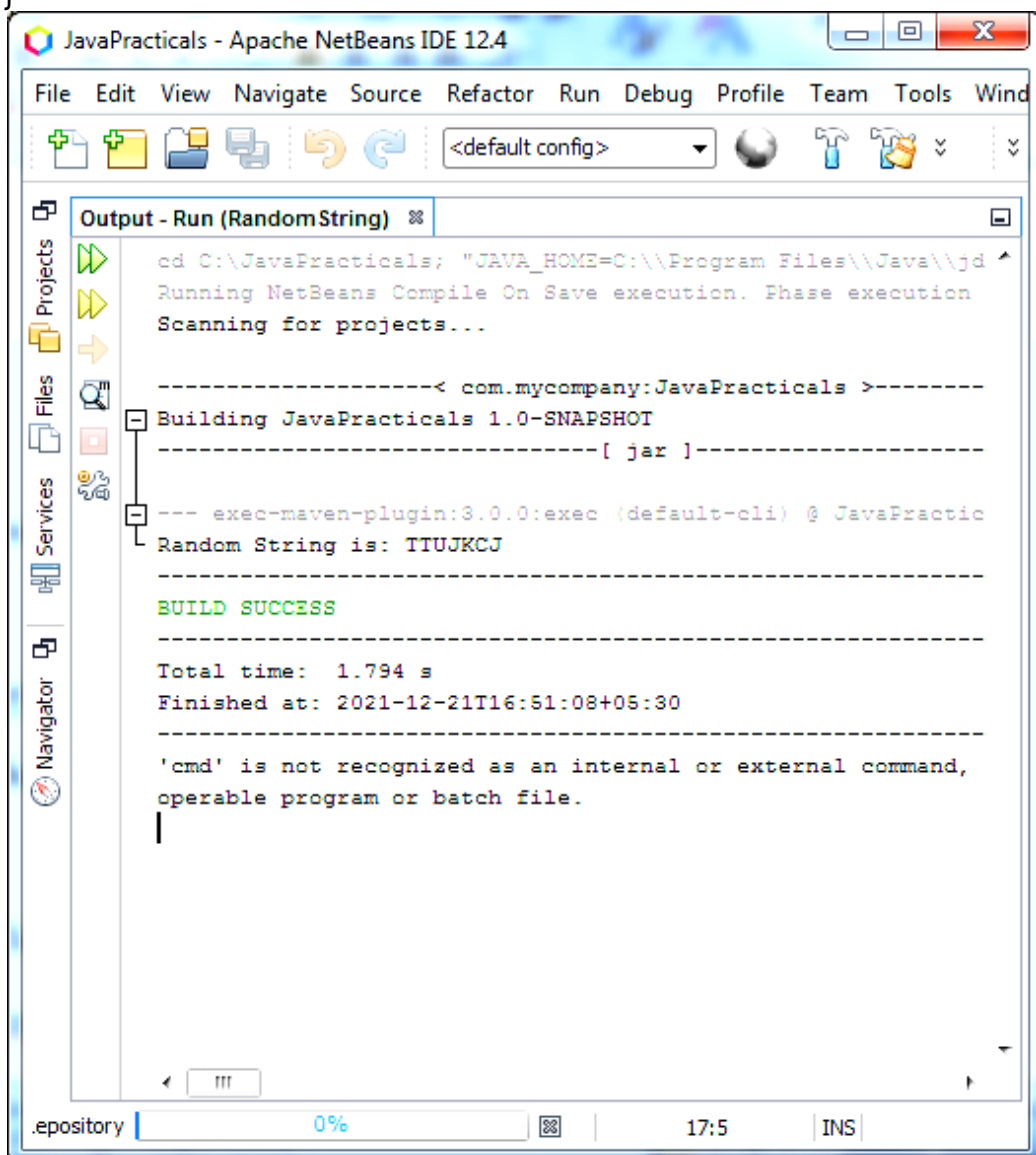 }
JavaPracticals - Apache NetBeans IDE 12.4
File Edit View Navigate Source Refactor Run Debug Profile Team Tools Wind
<default config>
Output - Run (RandomString)
Projects
Files
Services
Navigator
cd C:\JavaPracticals; "JAVA_HOME=C:\\Program Files\\Java\\jd
Running NetBeans Compile On Save execution. Phase execution
Scanning for projects...
--------------------< com.mycompany:JavaPracticals >--------
Building JavaPracticals 1.0-SNAPSHOT
--------------------------------[ jar ]---------------------
--- exec-maven-plugin:3.0.0:exec (default-cli) @ JavaPractic
Random String is: TTUJKCJ
------------------------------------------------------------
BUILD SUCCESS
------------------------------------------------------------
Total time:  1.794 s
Finished at: 2021-12-21T16:51:08+05:30
------------------------------------------------------------
'cmd' is not recognized as an internal or external command,
operable program or batch file.
.epository 0% 17:5 INS